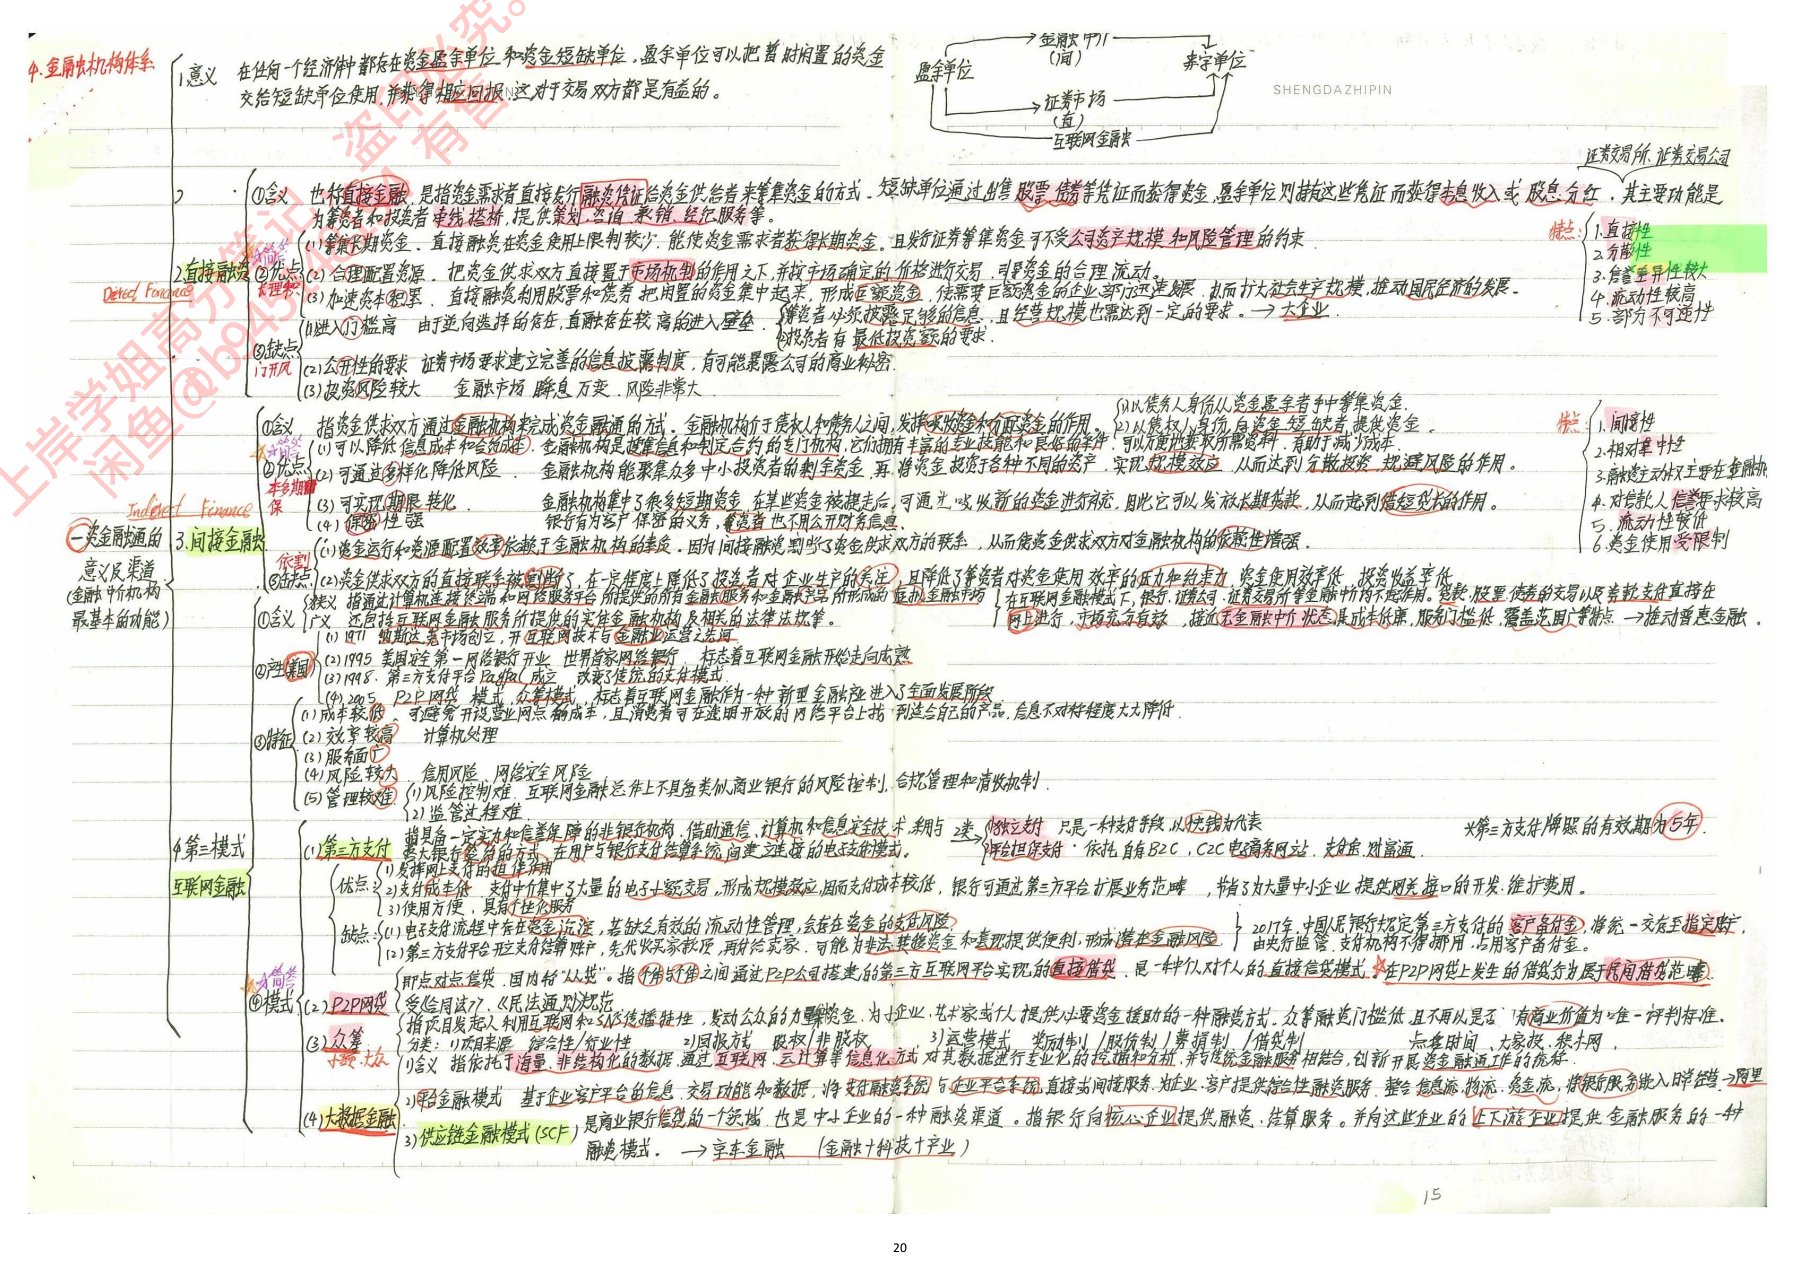 4.金融机构体系
1.意义 在任何一个经济体中都存在资金盈余单位和资金短缺单位,盈余单位可以把暂时闲置的资金
交给短缺单位使用,并获得相应回报,这对于交易双方都是有益的。
盈余单位 金融中介(间) 赤字单位
证券市场(直)
互联网金融
SHENGDAZHIPIN
证券交易所、证券交易公司
2.直接融资
Direct Finance
①含义 也称直接金融,是指资金需求者直接发行融资凭证给资金供给者来筹集资金的方式。短缺单位通过出售股票、债券等凭证而获得资金,盈余单位则持有这些凭证而获得利息收入或股息分红。其主要功能是
为筹资者和投资者牵线搭桥,提供策划、咨询、承销、经纪服务等。
☆简答
②优点
(1)筹集长期资金。直接融资在资金使用上限制较少,能使资金需求者获得长期资金。且发行证券筹集资金可不受公司资产规模和风险管理的约束
(2)合理配置资源。把资金供求双方直接置于市场机制的作用之下,并按市场确定的价格进行交易,引导资金的合理流动。
(3)加速资本积累。直接融资利用股票和债券把闲置的资金集中起来,形成巨额资金,使需要巨额资金的企业、部门迅速发展,从而扩大社会生产规模,推动国民经济的发展。
特点:
1.直接性
2.分散性
3.信誉差异性较大
4.流动性较高
5.部分不可逆性
③缺点
门开风
(1)进入门槛高 由于逆向选择的存在,直融存在较高的进入壁垒
筹资者必须披露足够的信息,且经营规模也需达到一定的要求。→大企业
投资者有最低投资额的要求.
(2)公开性的要求 证券市场要求建立完善的信息披露制度,有可能暴露公司的商业秘密.
(3)投资风险较大 金融市场瞬息万变,风险非常大
一资金融通的
意义及渠道
(金融中介机构
最基本的功能)
3.间接金融
Indirect Finance
①含义 指资金供求双方通过金融机构来完成资金融通的方式。金融机构介于债权人和债务人之间,发挥吸收资金和分配资金的作用。
(1)以债务人身份从资金盈余者手中筹集资金.
(2)以债权人身份向资金短缺者提供资金.
☆简答
②优点
本多期
保
(1)可以降低信息成本和合约成本. 金融机构是搜集信息和制定合约的专门机构,它们拥有丰富的专业技能和良好的条件,可以方便地获取所需资料,有助于减少成本
(2)可通过多样化降低风险 金融机构能聚集众多中小投资者的剩余资金,再将资金投资于各种不同的资产,实现规模效应,从而达到分散投资、规避风险的作用。
(3)可实现期限转化 金融机构集中了很多短期资金,在某些资金被提走后,可通过吸收新的资金进行补充,因此它可以发放长期贷款,从而起到借短贷长的作用。
(4)保密性强 银行有为客户保密的义务,筹资者也不用公开财务信息.
特点:
1.间接性
2.相对集中性
3.融资主动权主要在金融机
4.对信款人信誉要求较高
5.流动性较低
6.资金使用受限制
依割
③缺点
(1)资金运行和资源配置效率依赖于金融机构的素质。因为间接融资割断了资金供求双方的联系,从而使资金供求双方对金融机构的依赖性增强.
(2)资金供求双方的直接联系被割断了,在一定程度上降低了投资者对企业生产的关注,且降低了筹资者对资金使用效率的压力和约束力,资金使用效率低,投资收益率低.
4.第三模式
互联网金融
①含义
狭义 指通过计算机连接终端和网络服务平台所提供的所有金融服务和金融产品所形成的虚拟金融市场
广义 还包括互联网金融服务所提供的实体金融机构及相关的法律法规等。
在互联网金融模式下,银行、证券公司、证券交易所等金融中介均不起作用。贷款、股票、债券的交易以及券款支付直接在
网上进行,市场充分有效,接近无金融中介状态,具成本低廉,服务门槛低,覆盖范围广等特点 →推动普惠金融。
②产生(美国)
(1)1971 纳斯达克市场创立,开互联网技术与金融业运营之先河
(2)1995 美国安全第一网络银行开业 世界首家网络银行 标志着互联网金融开始走向成熟
(3)1998. 第三方支付平台PayPal成立 改变了传统的支付模式
(4)2005 P2P网贷模式、众筹模式,标志着互联网金融作为一种新型金融业进入了全面发展阶段
③特征
(1)成本较低。可避免开设营业网点的成本,且消费者可在透明开放的网络平台上找到适合自己的产品,信息不对称程度大大降低.
(2)效率较高 计算机处理
(3)服务面广
(4)风险较大 信用风险、网络安全风险
(5)管理较难
(1)风险控制难. 互联网金融总体上不具备类似商业银行的风险控制、合规管理和清收机制.
(2)监管过程难.
☆简答
④模式
(1)第三方支付 指具备一定实力和信誉保障的非银行机构,借助通信、计算机和信息安全技术,采用与
各大银行签约的方式,在用户与银行支付结算系统间建立连接的电子支付模式。
2类→
独立支付 只是一种支付手段,以快钱为代表
平台担保支付·依托自有B2C、C2C电商务网站,支付宝、财富通.
*第三方支付牌照的有效期为5年.
优点:
1)发挥网上支付的担保作用
2)支付成本低. 支付中介集中了大量的电子小额交易,形成规模效应,因而支付成本较低,银行可通过第三方平台扩展业务范畴,节省了为大量中小企业提供网关接口的开发、维护费用。
3)使用方便,具有个性化服务
缺点:
(1)电子支付流程中存在资金沉淀,若缺乏有效的流动性管理,会存在资金的支付风险
(2)第三方支付平台开立支付结算账户,先代收买家款项,再付给卖家,可能为非法转移资金和套现提供便利,形成潜在金融风险.
2017年,中国人民银行规定第三方支付的客户备付金,将统一交存至指定账户,
由央行监管,支付机构不得挪用、占用客户备付金。
(2)P2P网贷
即点对点信贷,国内称“人贷”。指个体与个体之间通过P2P公司搭建的第三方互联网平台实现的直接借贷,是一种个人对个人的直接信贷模式.☆在P2P网贷上发生的借贷行为属于民间借贷范畴
受《合同法》、《民法通则》规范
(3)众筹
小额、大众
指项目发起人利用互联网和SNS传播特性,发动公众的力量集资金,为小企业、艺术家或个人提供必要资金援助的一种融资方式.众筹融资门槛低,且不再以是否拥有商业价值为唯一评判标准。
分类:1)项目来源 综合性/行业性 2)回报方式 股权/非股权 3)运营模式 奖励制/股份制/募捐制/借贷制 点在时间、大家投、积木网.
(4)大数据金融
1)含义 指依托于海量、非结构化的数据,通过互联网、云计算等信息化方式对其数据进行专业化的挖掘和分析,并与传统金融服务相结合,创新开展资金融通工作的统称
2)平台金融模式 基于企业客户平台的信息、交易功能和数据,将支付融资系统与企业平台系统,直接或间接服务,为企业、客户提供综合性融资服务,整合信息流、物流、资金流,将银行服务嵌入日常经营→阿里
3)供应链金融模式(SCF) 是商业银行信贷的一个领域,也是中小企业的一种融资渠道。指银行向核心企业提供融资、结算服务。并向这些企业的上下游企业提供金融服务的一种
融资模式. →京东金融 (金融+科技+产业)
上岸学姐高分笔记,盗印必究。
15
20